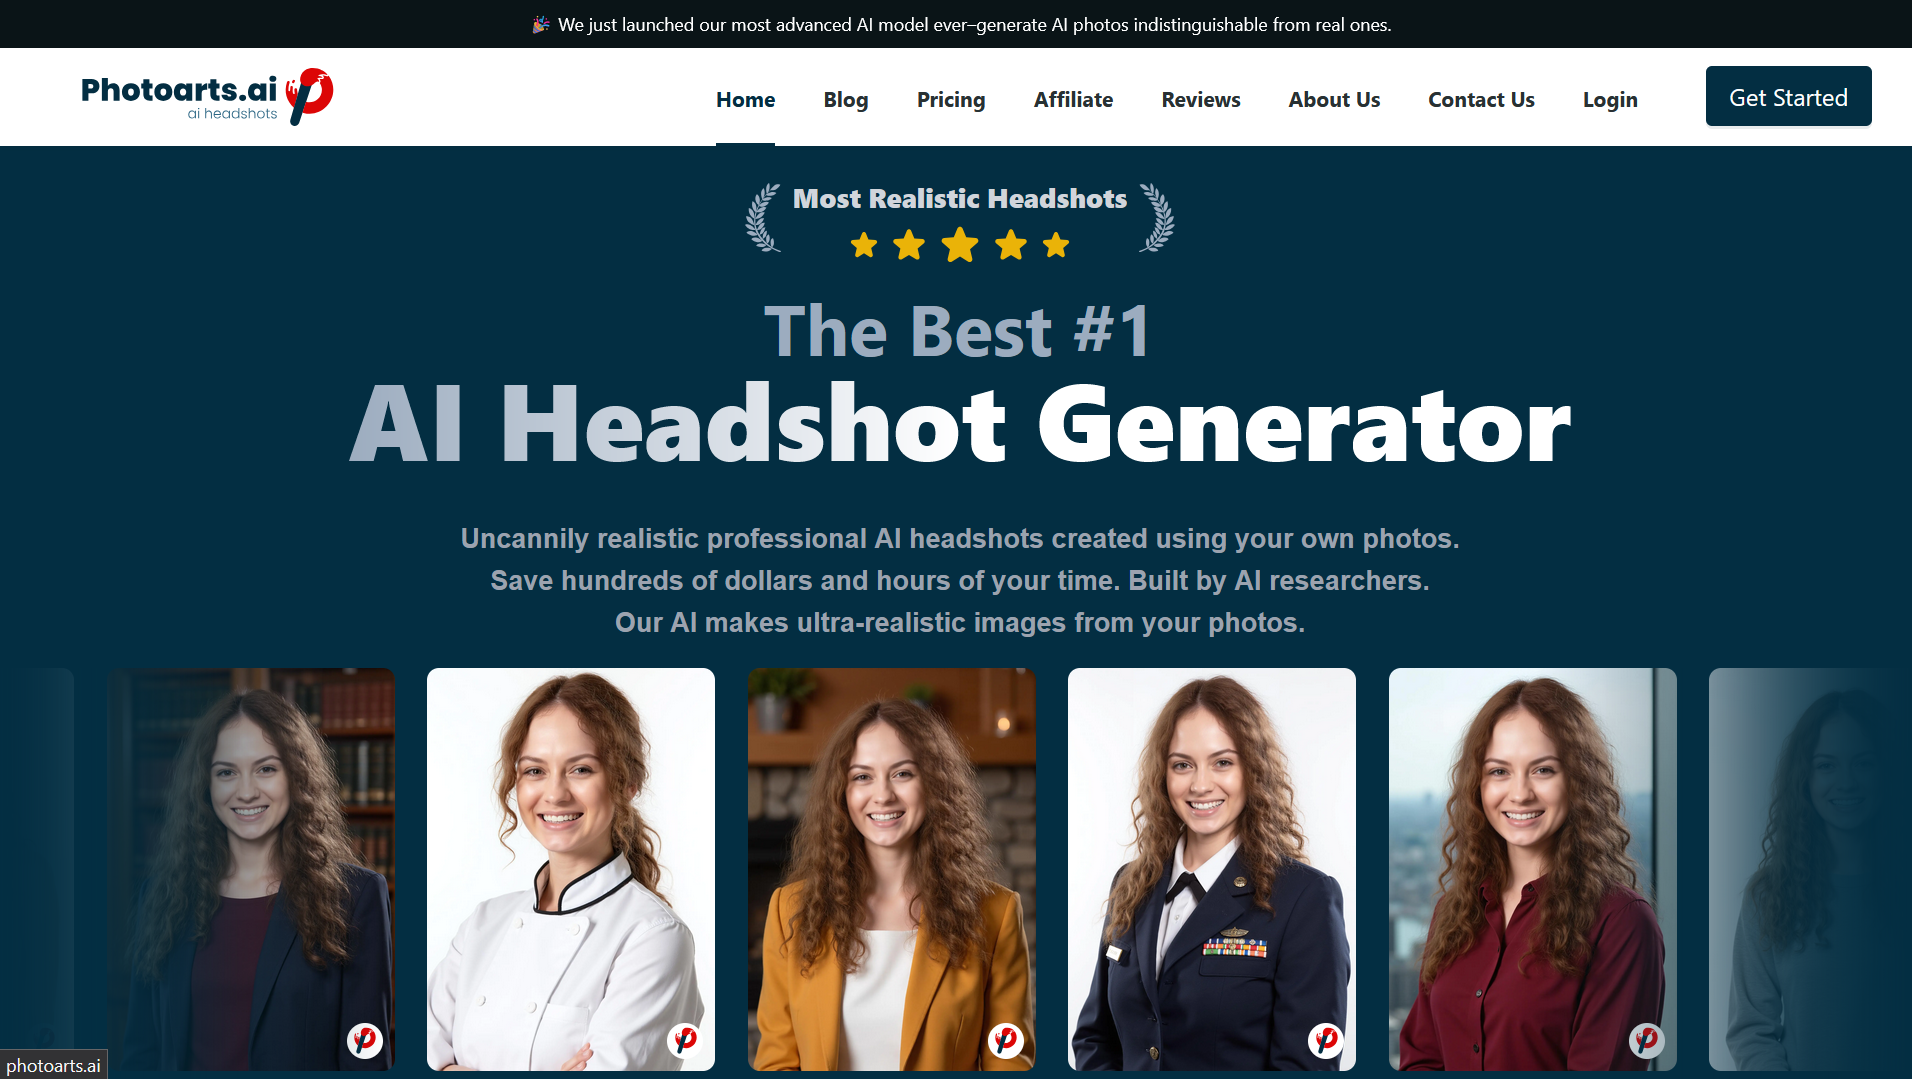 🎉 We just launched our most advanced AI model ever–generate AI photos indistinguishable from real ones.
Photoarts.ai
ai headshots
Home
Blog
Pricing
Affiliate
Reviews
About Us
Contact Us
Login
Get Started
Most Realistic Headshots
The Best #1
AI Headshot Generator
Uncannily realistic professional AI headshots created using your own photos.
Save hundreds of dollars and hours of your time. Built by AI researchers.
Our AI makes ultra-realistic images from your photos.
photoarts.ai